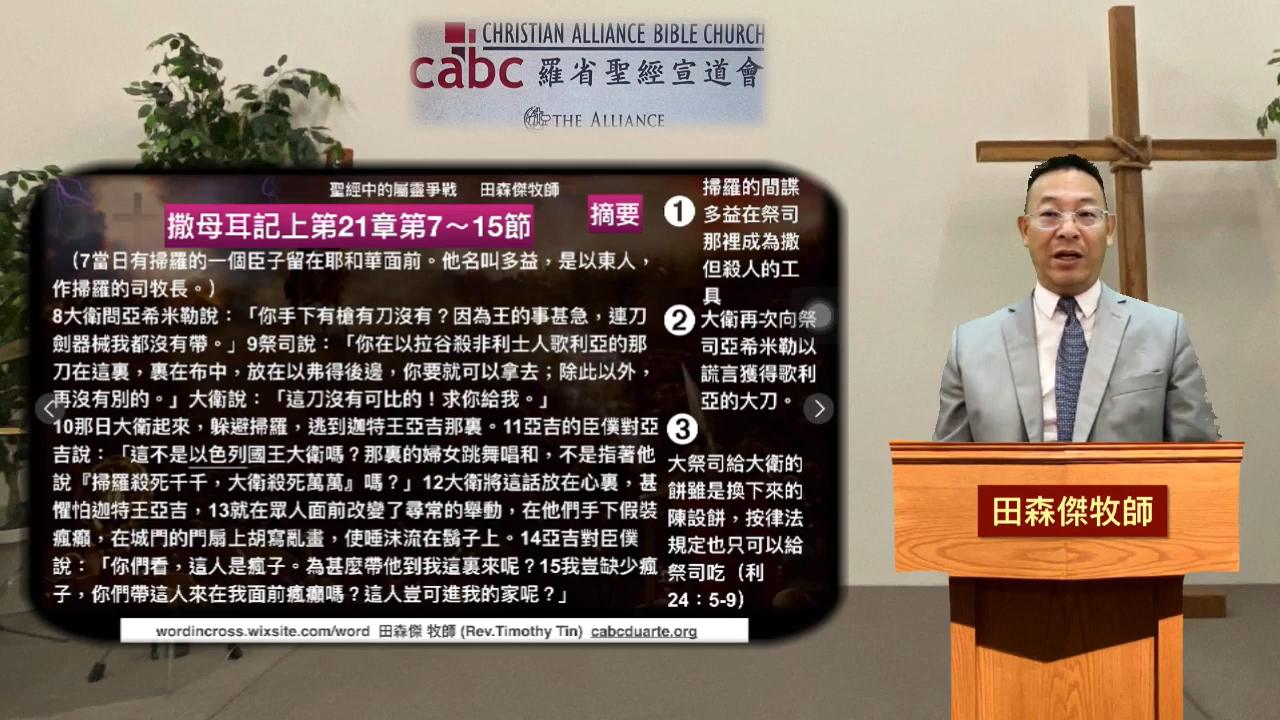 CHRISTIAN ALLIANCE BIBLE CHURCH
cabc 羅省聖經宣道會
THE ALLIANCE
聖經中的屬靈爭戰 田森傑牧師
撒母耳記上第21章第7～15節
摘要
（7當日有掃羅的一個臣子留在耶和華面前。他名叫多益，是以東人，
作掃羅的司牧長。）
8大衛問亞希米勒說：「你手下有槍有刀沒有？因為王的事甚急，連刀
劍器械我都沒有帶。」9祭司說：「你在以拉谷殺非利士人歌利亞的那
刀在這裏，裹在布中，放在以弗得後邊，你要就可以拿去；除此以外，
再沒有別的。」大衛說：「這刀沒有可比的！求你給我。」
10那日大衛起來，躲避掃羅，逃到迦特王亞吉那裏。11亞吉的臣僕對亞
吉說：「這不是以色列國王大衛嗎？那裏的婦女跳舞唱和，不是指著他
說『掃羅殺死千千，大衛殺死萬萬』嗎？」12大衛將這話放在心裏，甚
懼怕迦特王亞吉，13就在眾人面前改變了尋常的舉動，在他們手下假裝
瘋癲，在城門的門扇上胡寫亂畫，使唾沫流在鬍子上。14亞吉對臣僕
說：「你們看，這人是瘋子。為甚麼帶他到我這裏來呢？15我豈缺少瘋
子，你們帶這人來在我面前瘋癲嗎？這人豈可進我的家呢？」
1
掃羅的間諜
多益在祭司
那裡成為撒
但殺人的工
具
2
大衛再次向祭
司亞希米勒以
謊言獲得歌利
亞的大刀。
3
大祭司給大衛的
餅雖是換下來的
陳設餅，按律法
規定也只可以給
祭司吃（利
24：5-9）
wordincross.wixsite.com/word 田森傑 牧師 (Rev.Timothy Tin) cabcduarte.org
田森傑牧師